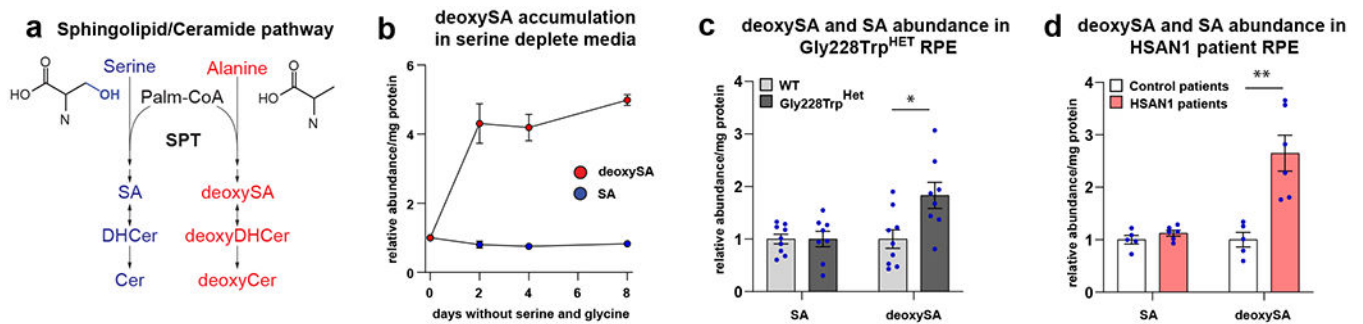 a Sphingolipid/Ceramide pathway
Serine Alanine
O
HO
OH
N
Palm-CoA
O
HO
N
SPT
SA deoxySA
DHCer deoxyDHCer
Cer deoxyCer
b deoxySA accumulation
in serine deplete media
relative abundance/mg protein
6
4
2
0
deoxySA
SA
0 2 4 6 8
days without serine and glycine
c deoxySA and SA abundance in
Gly228Trp^HET RPE
relative abundance/mg protein
4
3
2
1
0
WT
Gly228Trp^Het
*
SA deoxySA
d deoxySA and SA abundance in
HSAN1 patient RPE
relative abundance/mg protein
4
3
2
1
0
Control patients
HSAN1 patients
**
SA deoxySA